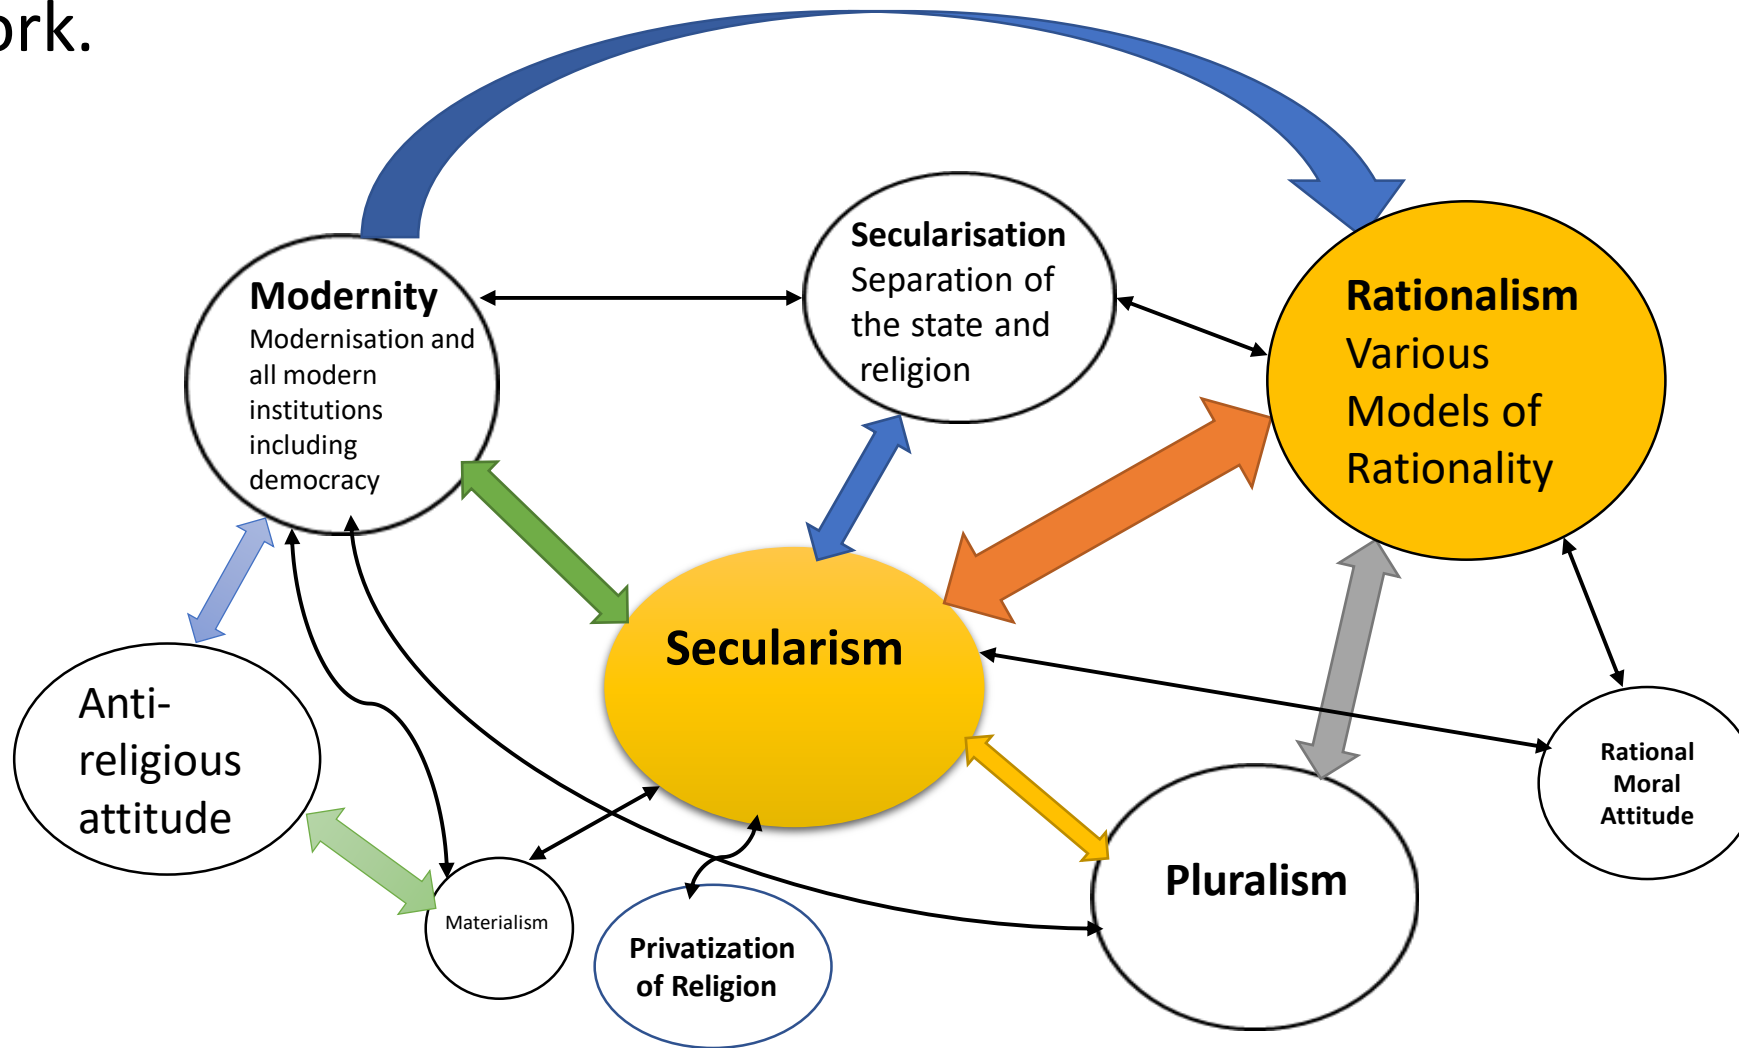 ork.
Secularisation
Separation of
the state and
religion
Modernity
Modernisation and
all modern
institutions
including
democracy
Rationalism
Various
Models of
Rationality
Secularism
Anti-
religious
attitude
Rational
Moral
Attitude
Pluralism
Materialism
Privatization
of Religion